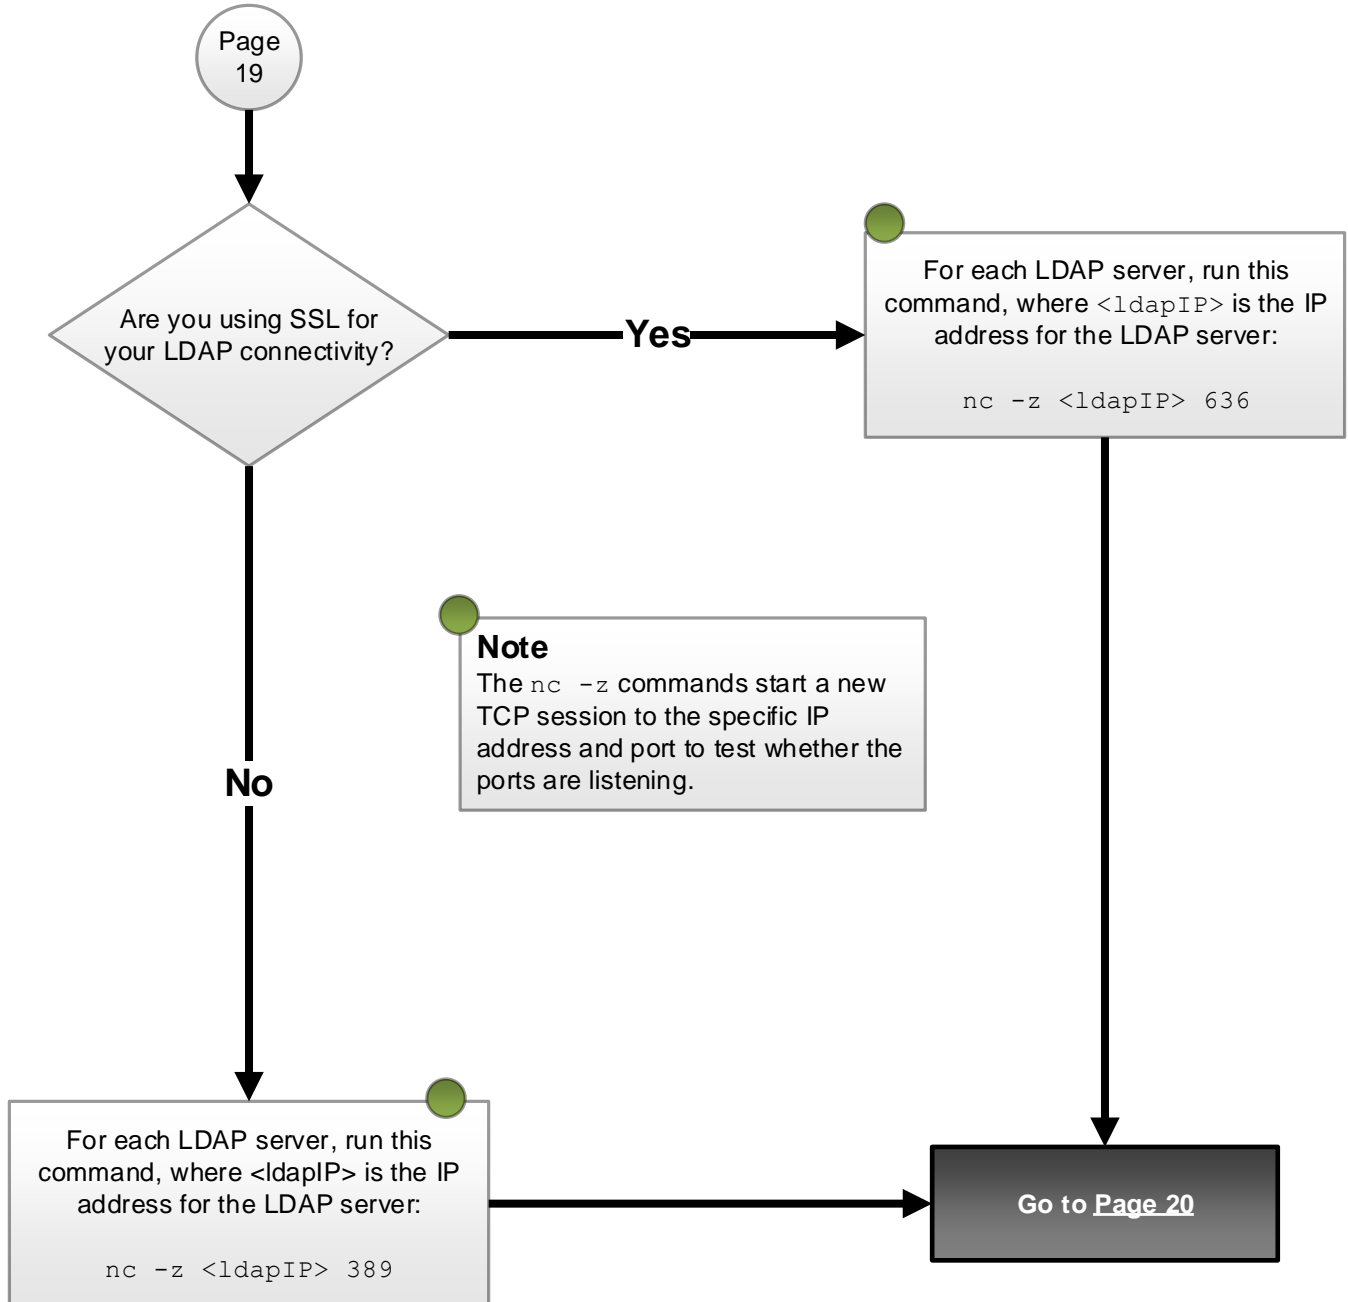 Page
19
Are you using SSL for
your LDAP connectivity?
Yes
For each LDAP server, run this
command, where <ldapIP> is the IP
address for the LDAP server:
nc -z <ldapIP> 636
Note
The nc -z commands start a new
TCP session to the specific IP
address and port to test whether the
ports are listening.
No
For each LDAP server, run this
command, where <ldapIP> is the IP
address for the LDAP server:
nc -z <ldapIP> 389
Go to Page 20